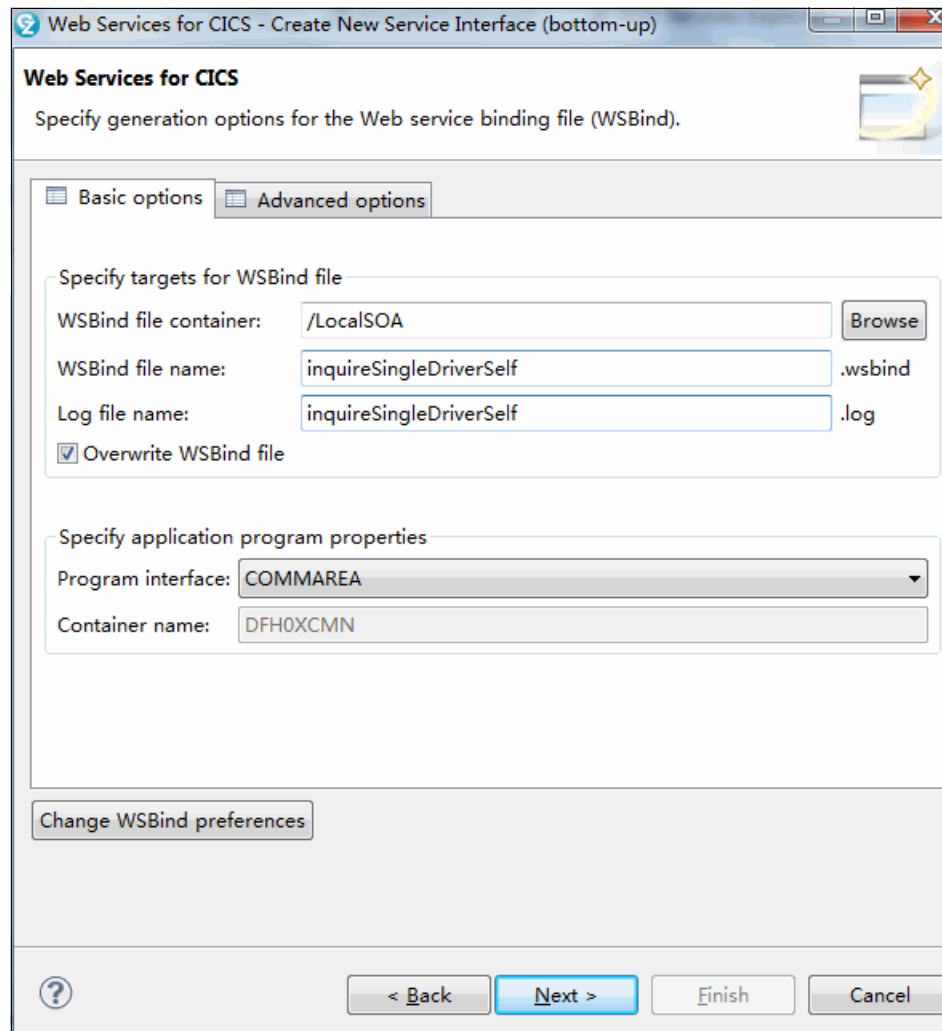 Web Services for CICS - Create New Service Interface (bottom-up)
Web Services for CICS
Specify generation options for the Web service binding file (WSBind).
Basic options
Advanced options
Specify targets for WSBind file
WSBind file container: /LocalSOA Browse
WSBind file name: inquireSingleDriverSelf .wsbind
Log file name: inquireSingleDriverSelf .log
Overwrite WSBind file
Specify application program properties
Program interface: COMMAREA
Container name: DFH0XCMN
Change WSBind preferences
? < Back Next > Finish Cancel